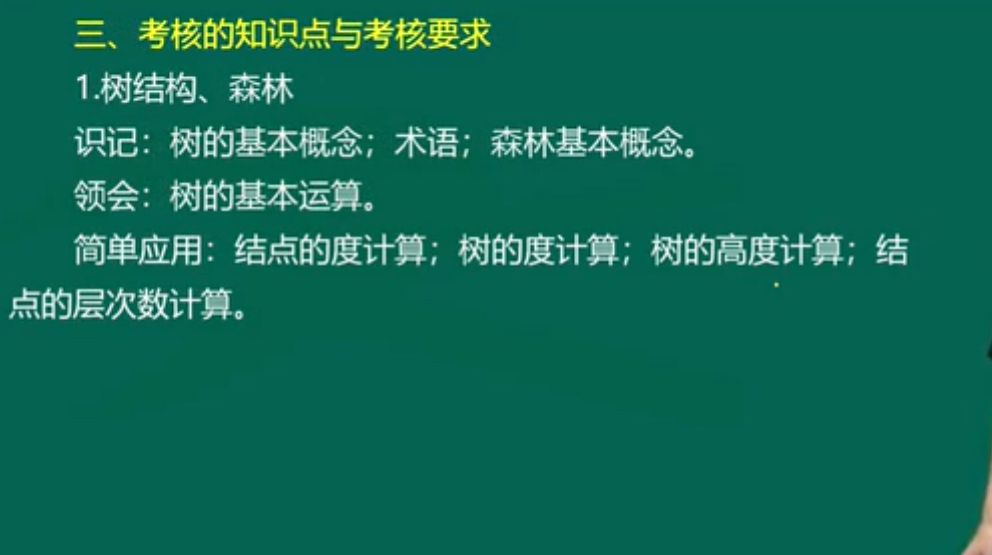 三、考核的知识点与考核要求
1.树结构、森林
识记：树的基本概念；术语；森林基本概念。
领会：树的基本运算。
简单应用：结点的度计算；树的度计算；树的高度计算；结
点的层次数计算。